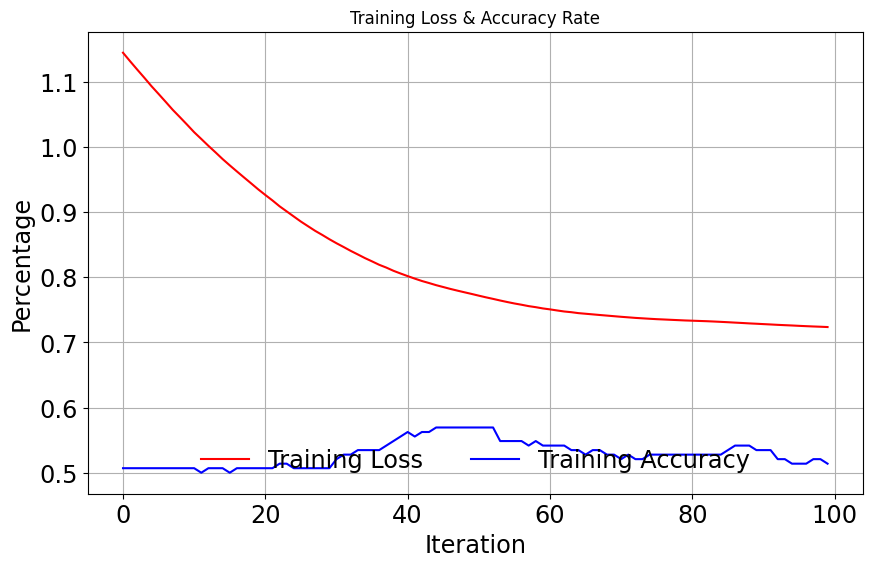 Training Loss & Accuracy Rate
Percentage
1.1
1.0
0.9
0.8
0.7
0.6
0.5
Training Loss
Training Accuracy
0
20
40
60
80
100
Iteration